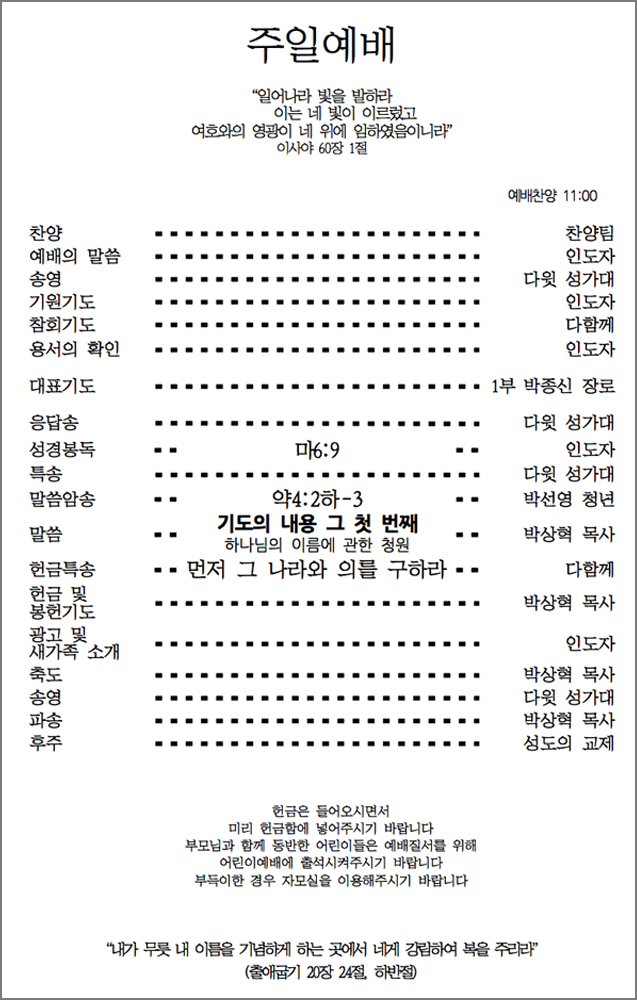 주일예배
“일어나라 빛을 발하라
이는 네 빛이 이르렀고
여호와의 영광이 네 위에 임하였음이니라”
이사야 60장 1절
예배찬양 11:00
찬양 찬양팀
예배의 말씀 인도자
송영 다윗 성가대
기원기도 인도자
참회기도 다함께
용서의 확인 인도자
대표기도 1부 박종신 장로
응답송 다윗 성가대
성경봉독 마6:9 인도자
특송 다윗 성가대
말씀암송 약4:2하-3 박선영 청년
말씀 기도의 내용 그 첫 번째 박상혁 목사
하나님의 이름에 관한 청원
헌금특송 먼저 그 나라와 의를 구하라 다함께
헌금 및
봉헌기도 박상혁 목사
광고 및
새가족 소개 인도자
축도 박상혁 목사
송영 다윗 성가대
파송 박상혁 목사
후주 성도의 교제
헌금은 들어오시면서
미리 헌금함에 넣어주시기 바랍니다
부모님과 함께 동반한 어린이들은 예배질서를 위해
어린이예배에 출석시켜주시기 바랍니다
부득이한 경우 자모실을 이용해주시기 바랍니다
“내가 무릇 내 이름을 기념하게 하는 곳에서 네게 강림하여 복을 주리라”
(출애굽기 20장 24절, 하반절)